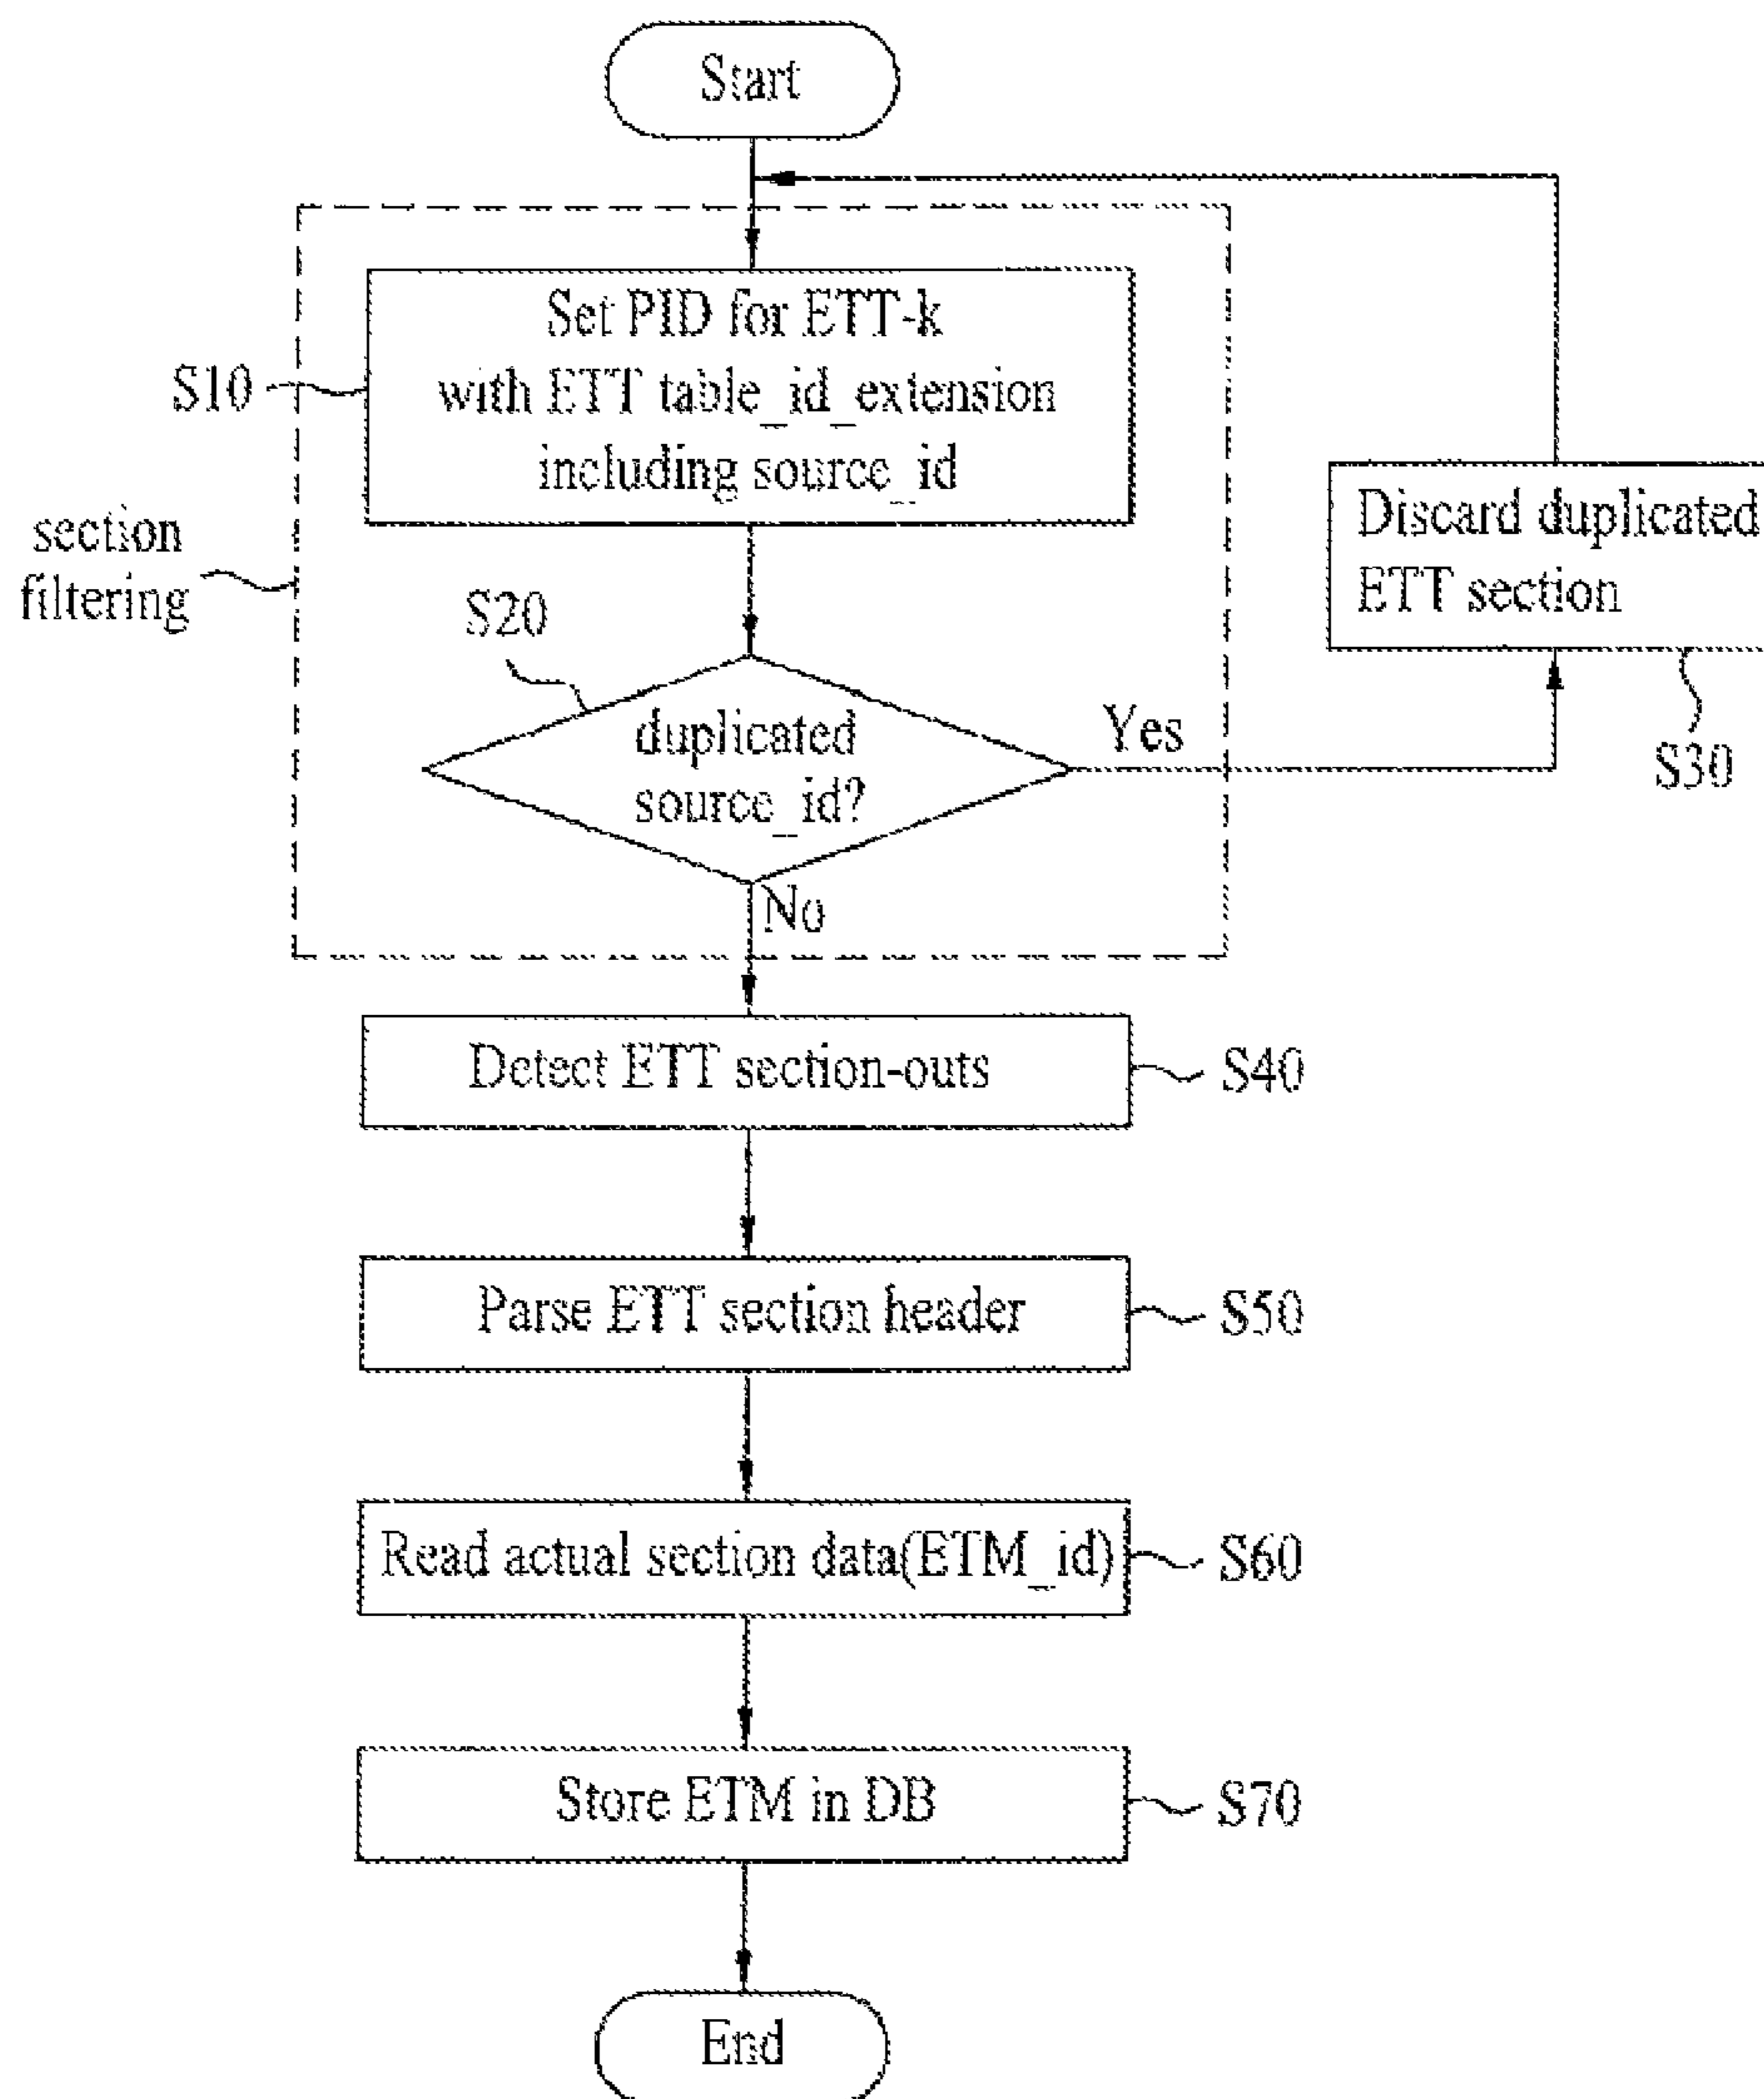 Start
Set PID for ETT-k
with ETT table_id_extension
including source_id
S10
section
filtering
Discard duplicated
ETT section
S30
S20
duplicated
source_id?
Yes
No
Detect ETT section-outs
S40
Parse ETT section header
S50
Read actual section data(ETM_id)
S60
Store ETM in DB
S70
End